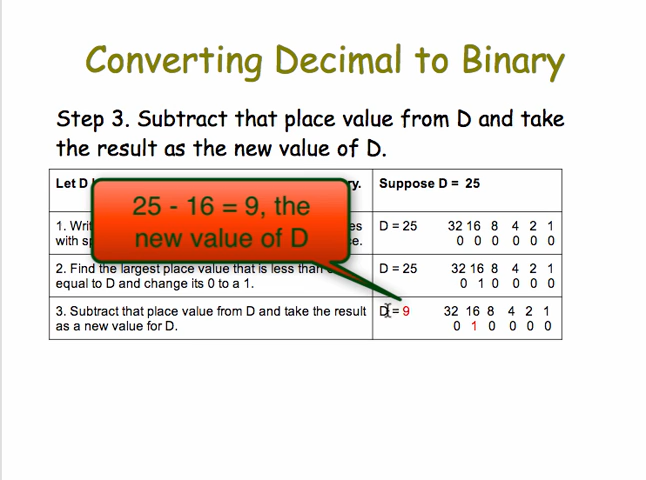 Converting Decimal to Binary
Step 3. Subtract that place value from D and take
the result as the new value of D.
Let D
ry. Suppose D = 25
25 - 16 = 9, the
new value of D
1. Writ
es D = 25 32 16 8 4 2 1
with sp
ce. 0 0 0 0 0 0
2. Find the largest place value that is less than D = 25 32 16 8 4 2 1
equal to D and change its 0 to a 1. 0 1 0 0 0 0
3. Subtract that place value from D and take the result D = 9 32 16 8 4 2 1
as a new value for D. 0 1 0 0 0 0